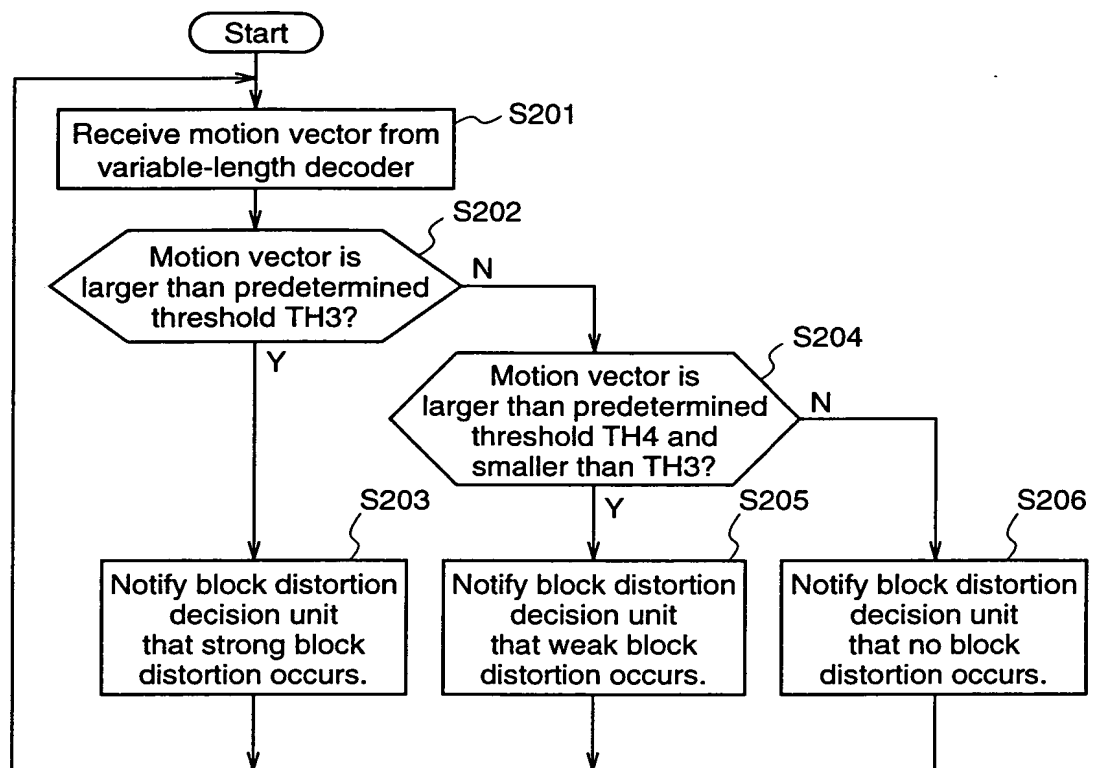 Start
S201
Receive motion vector from
variable-length decoder
S202
Motion vector is
larger than predetermined
threshold TH3?
N
Y
S204
Motion vector is
larger than predetermined
threshold TH4 and
smaller than TH3?
N
Y
S203
Notify block distortion
decision unit
that strong block
distortion occurs.
S205
Notify block distortion
decision unit
that weak block
distortion occurs.
S206
Notify block distortion
decision unit
that no block
distortion occurs.